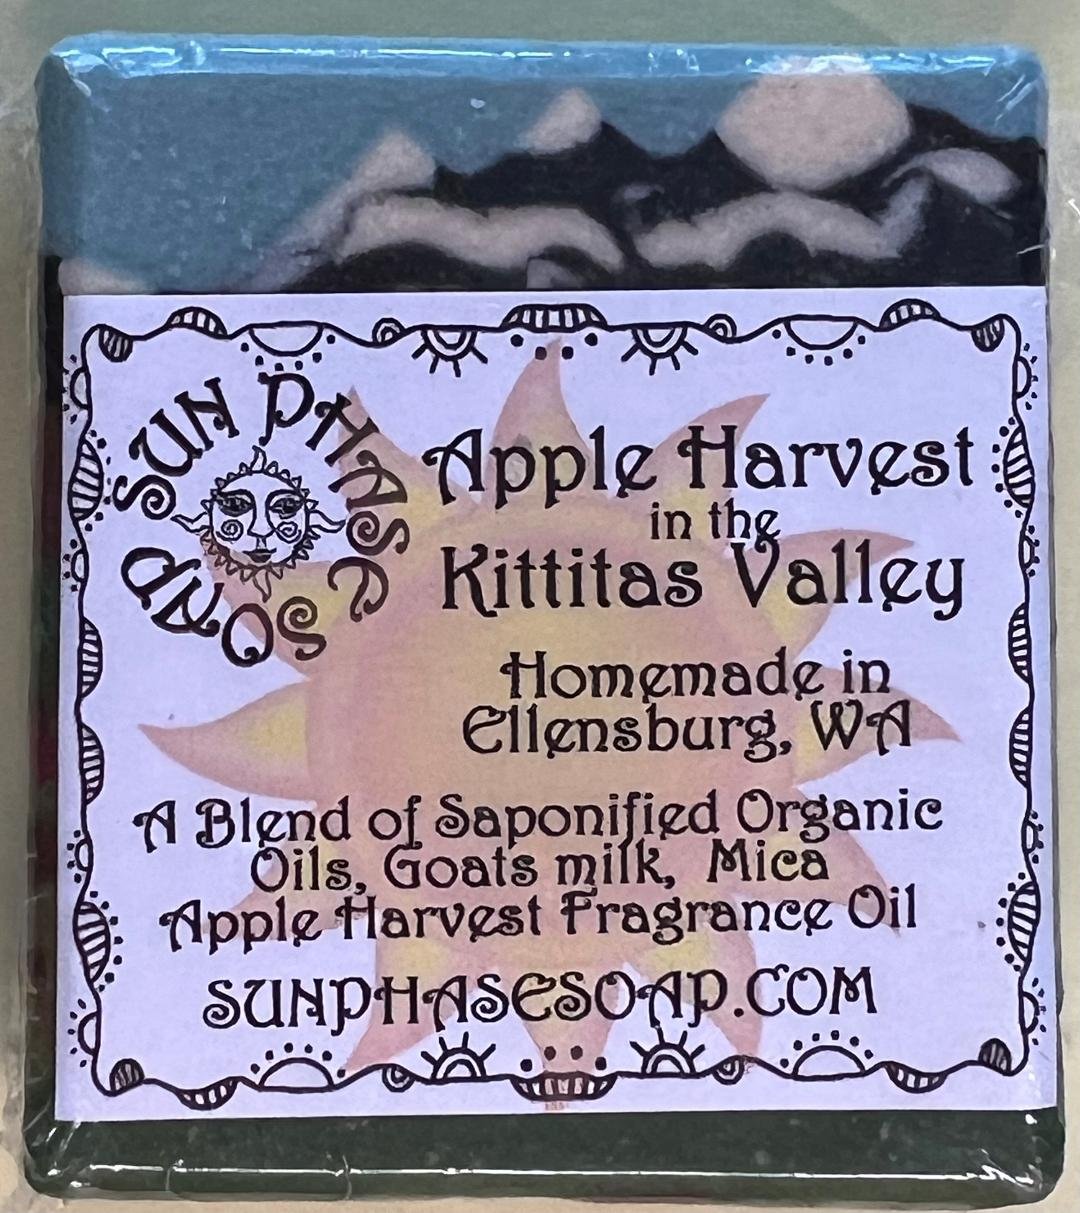 SUN PHASE SOAP
Apple Harvest
in the
Kittitas Valley
Homemade in
Ellensburg, WA
A Blend of Saponified Organic
Oils, Goats milk, Mica
Apple Harvest Fragrance Oil
SUNPHASESOAP.COM